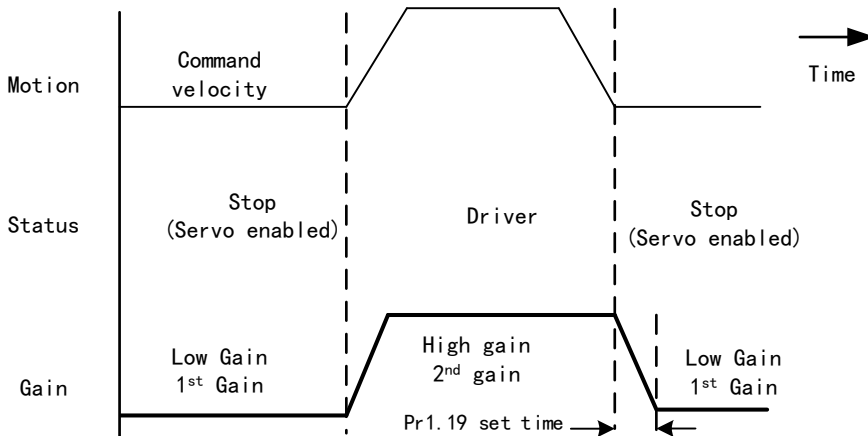 Command
velocity
Motion
Time
Stop
(Servo enabled)
Status
Driver
Stop
(Servo enabled)
Gain
Low Gain
1st Gain
High gain
2nd gain
Low Gain
1st Gain
Pr1.19 set time